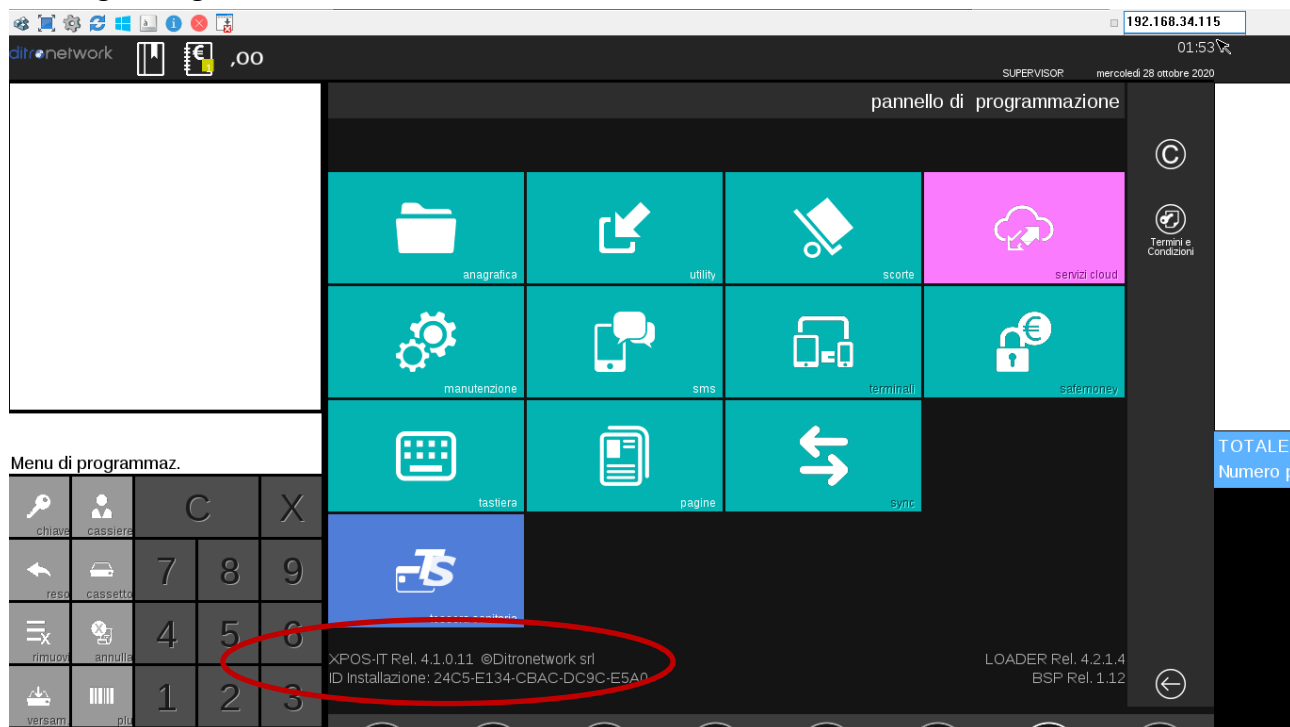 192.168.34.115
ditronetwork
,00
01:53
SUPERVISOR mercoledì 28 ottobre 2020
pannello di programmazione
Termini e
Condizioni
anagrafica
utility
scorte
servizi cloud
manutenzione
sms
terminali
safemoney
tastiera
pagine
sync
TOTALE
Numero
Menu di programmaz.
chiave
cassiere
C
X
reso
cassetto
7
8
9
rimuovi
annulla
4
5
6
versam.
plu
1
2
3
TS
tessera sanitaria
XPOS-IT Rel. 4.1.0.11 ©Ditronetwork srl
ID Installazione: 24C5-E134-CBAC-DC9C-E5A0
LOADER Rel. 4.2.1.4
BSP Rel. 1.12